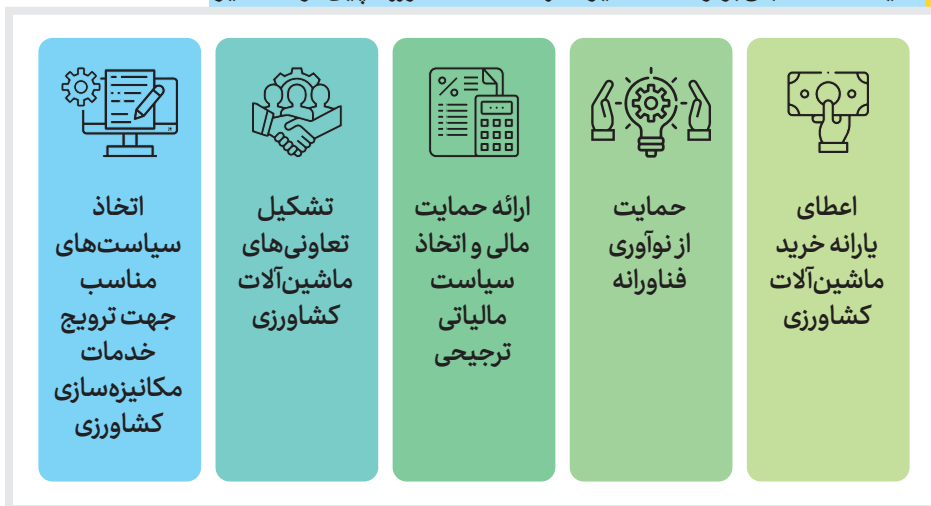 اعطای
یارانه خرید
ماشین‌آلات
کشاورزی
حمایت
از نوآوری
فناورانه
ارائه حمایت
مالی و اتخاذ
سیاست
مالیاتی
ترجیحی
تشکیل
تعاونی‌های
ماشین‌آلات
کشاورزی
اتخاذ
سیاست‌های
مناسب
جهت ترویج
خدمات
مکانیزه‌سازی
کشاورزی